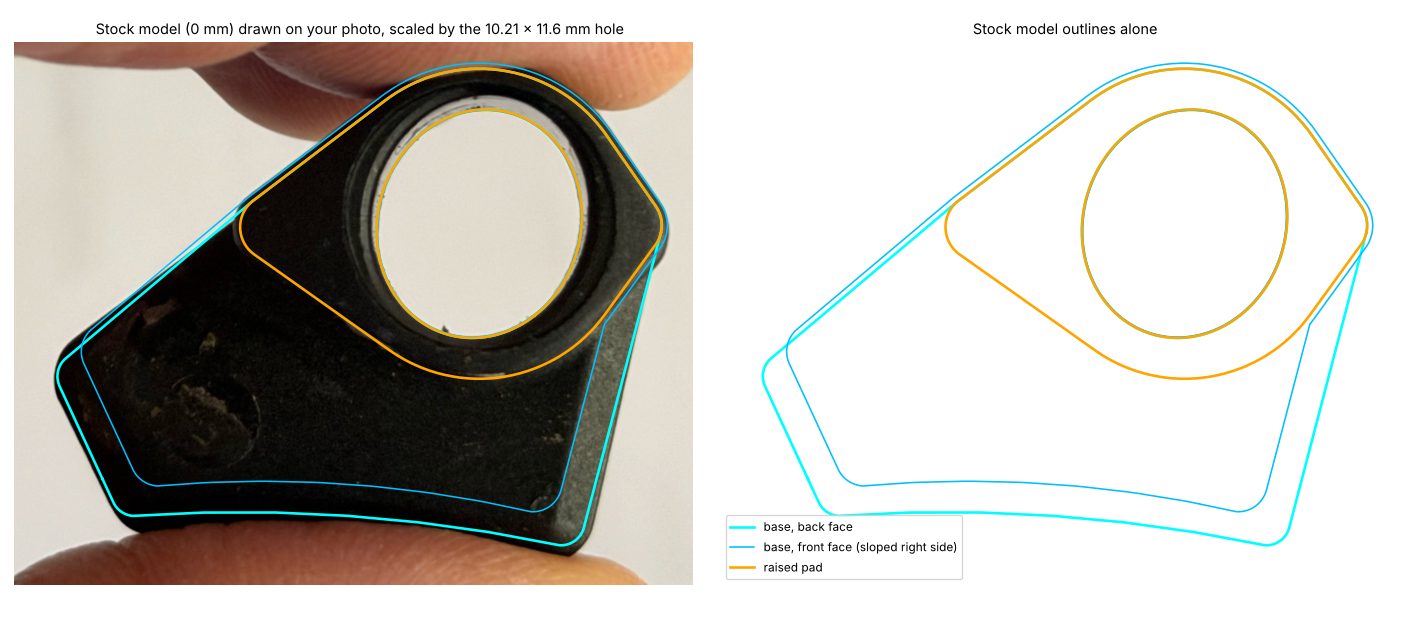 Stock model (0 mm) drawn on your photo, scaled by the 10.21 × 11.6 mm hole
Stock model outlines alone
base, back face
base, front face (sloped right side)
raised pad